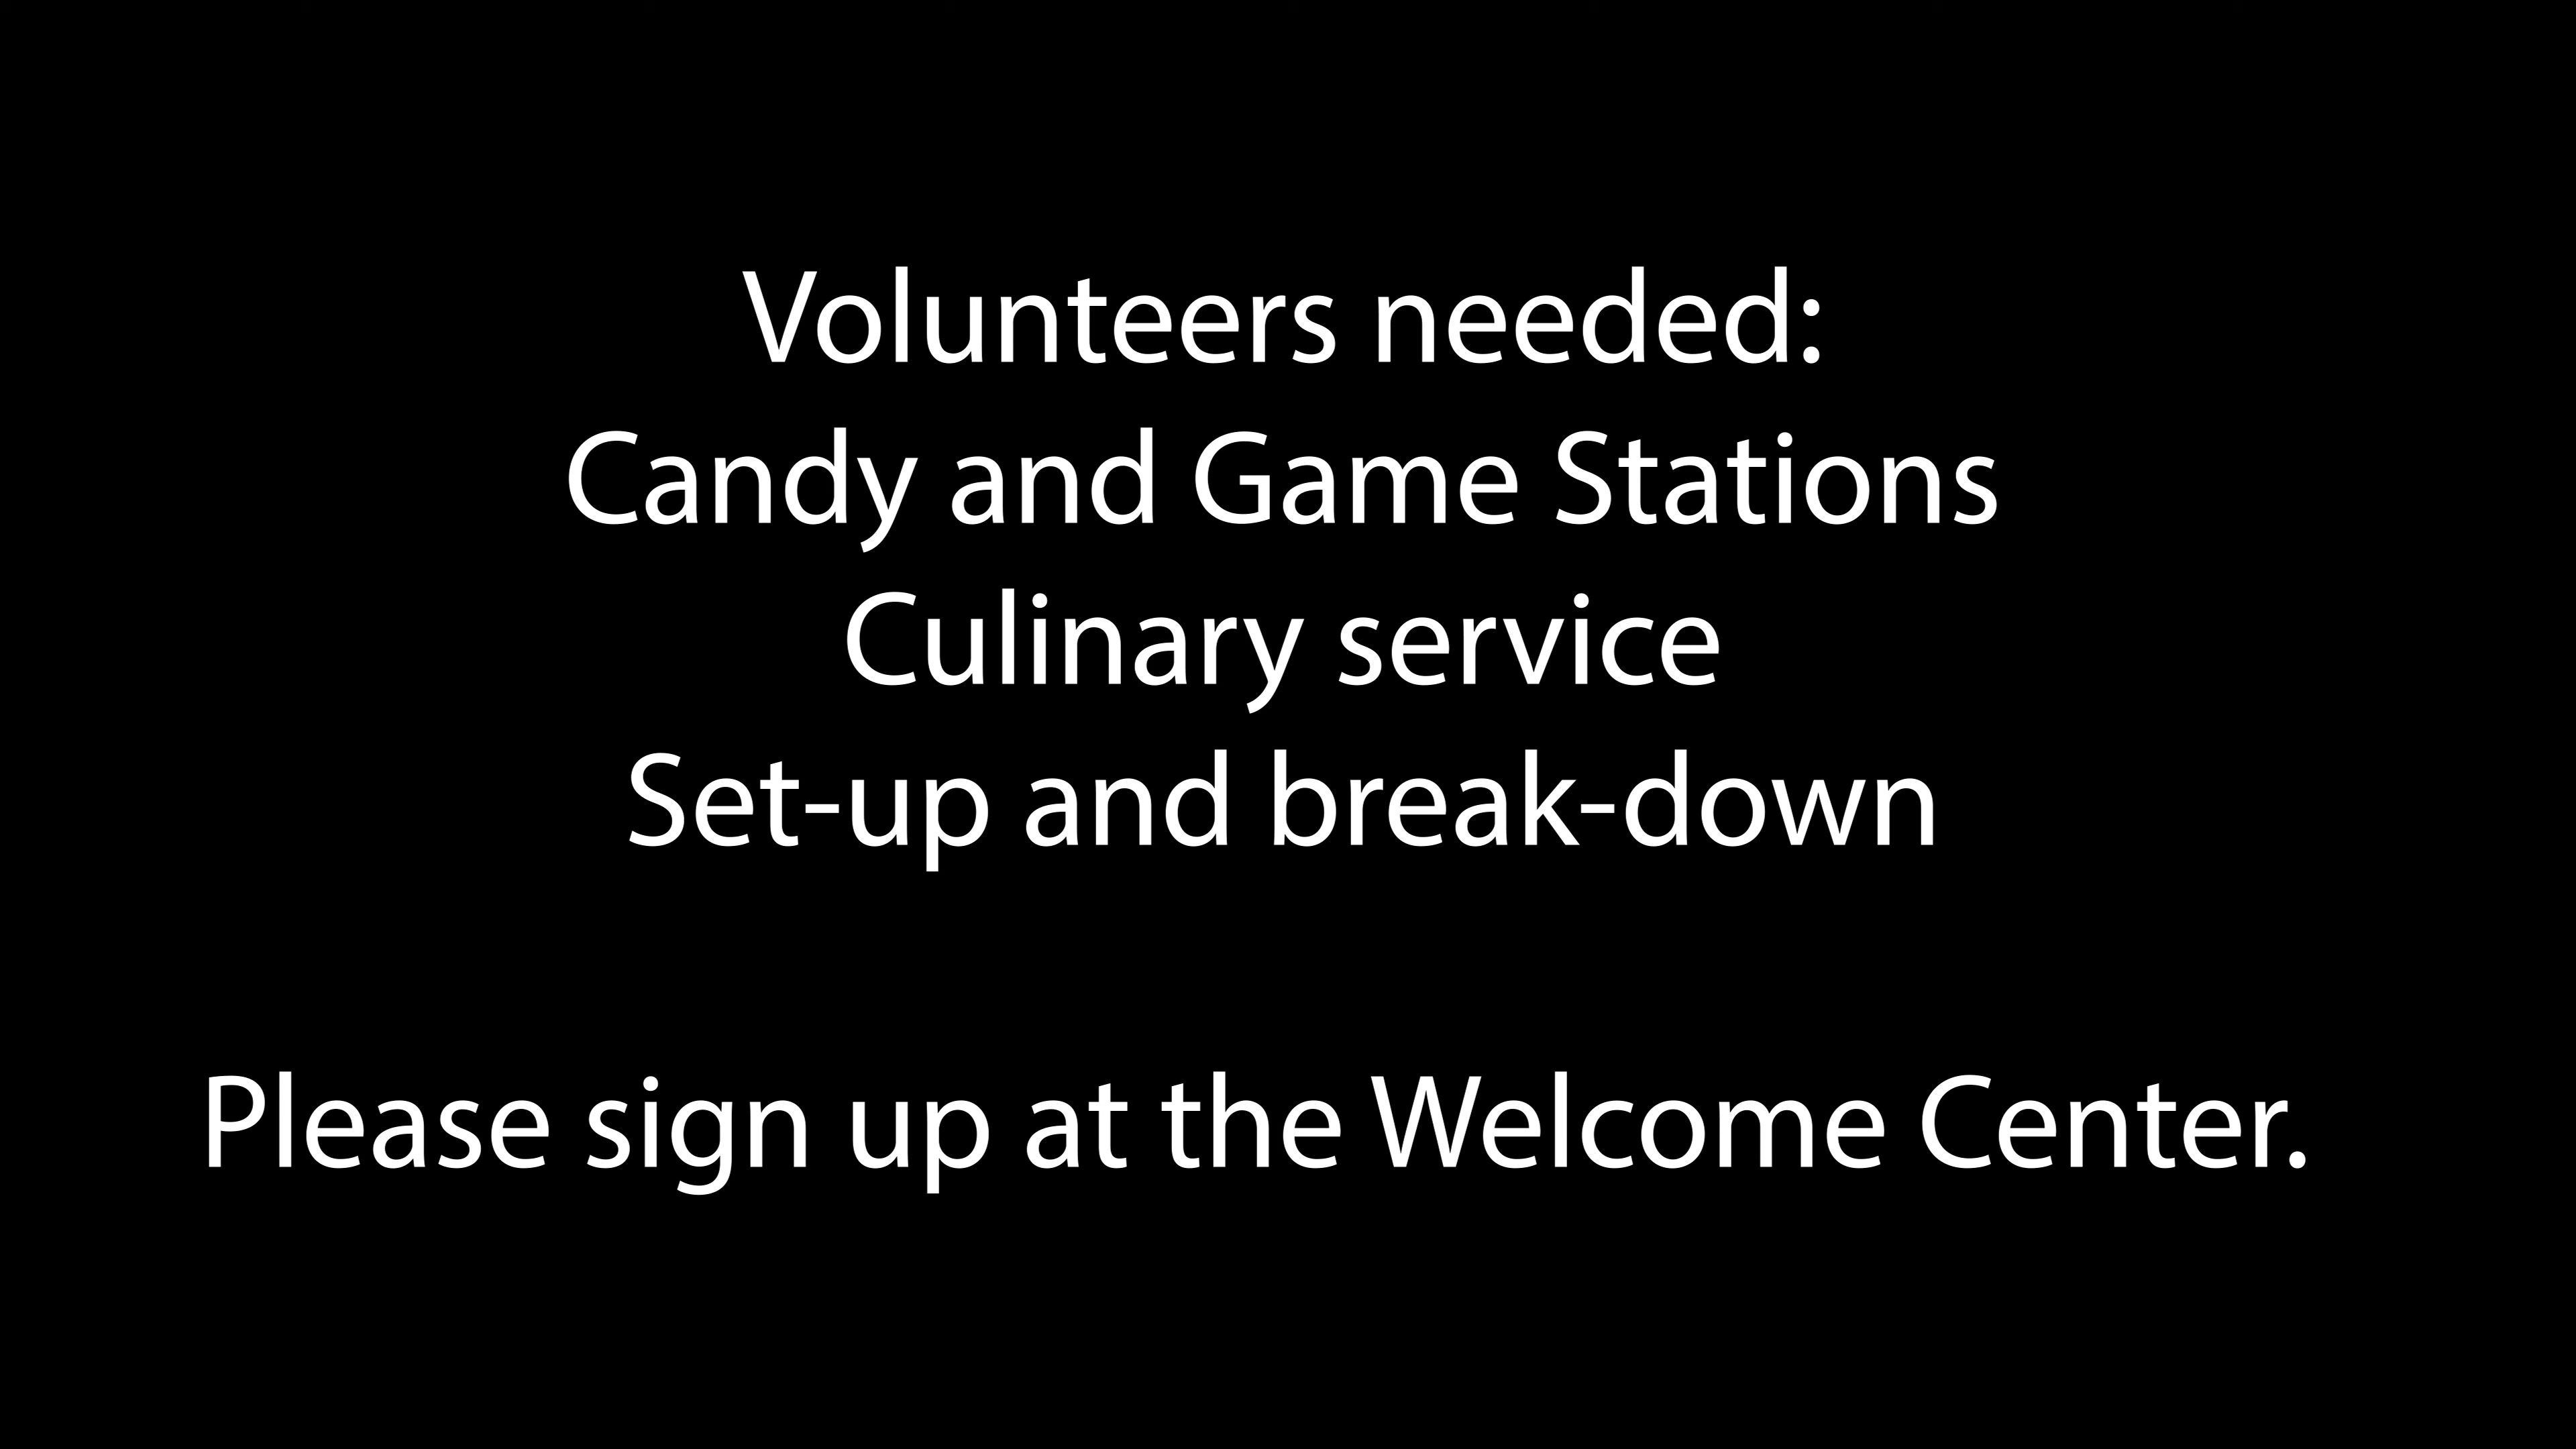 Volunteers needed:
Candy and Game Stations
Culinary service
Set-up and break-down
Please sign up at the Welcome Center.